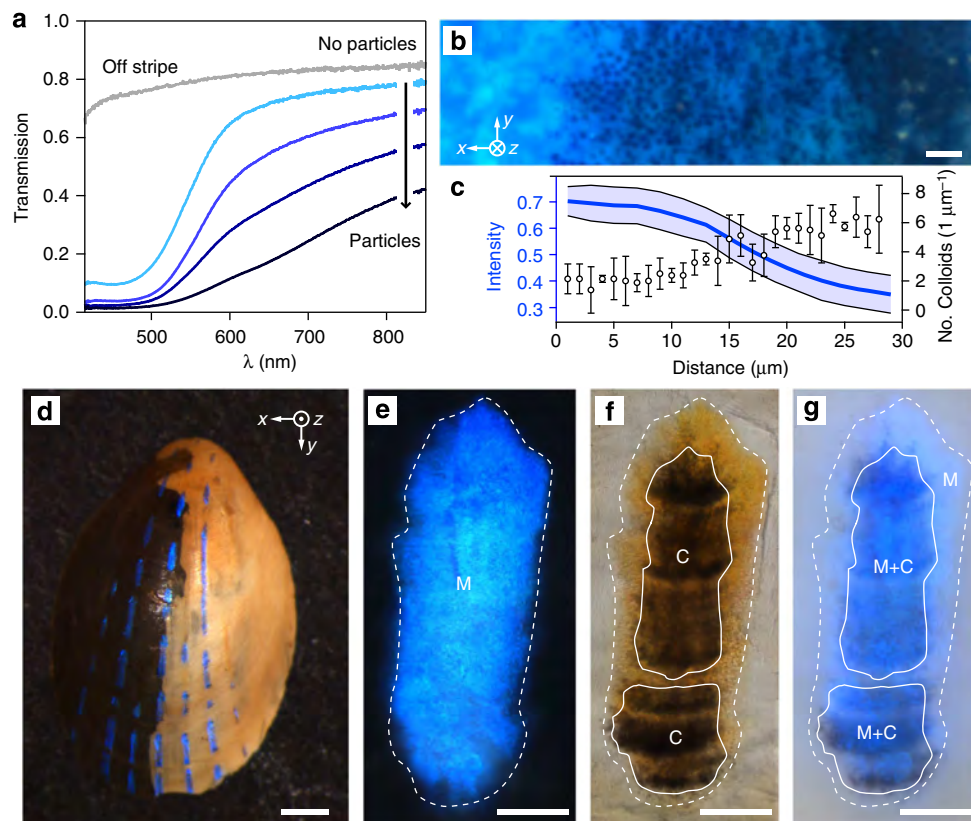 a
Transmission
1.0
0.8
0.6
0.4
0.2
0.0
No particles
Off stripe
Particles
500 600 700 800
λ (nm)
b
x y z
c
Intensity
0.7
0.6
0.5
0.4
0.3
8
6
4
2
0
No. Colloids (1 μm⁻¹)
0 5 10 15 20 25 30
Distance (μm)
d
x z
y
e
M
f
C
C
g
M
M+C
M+C